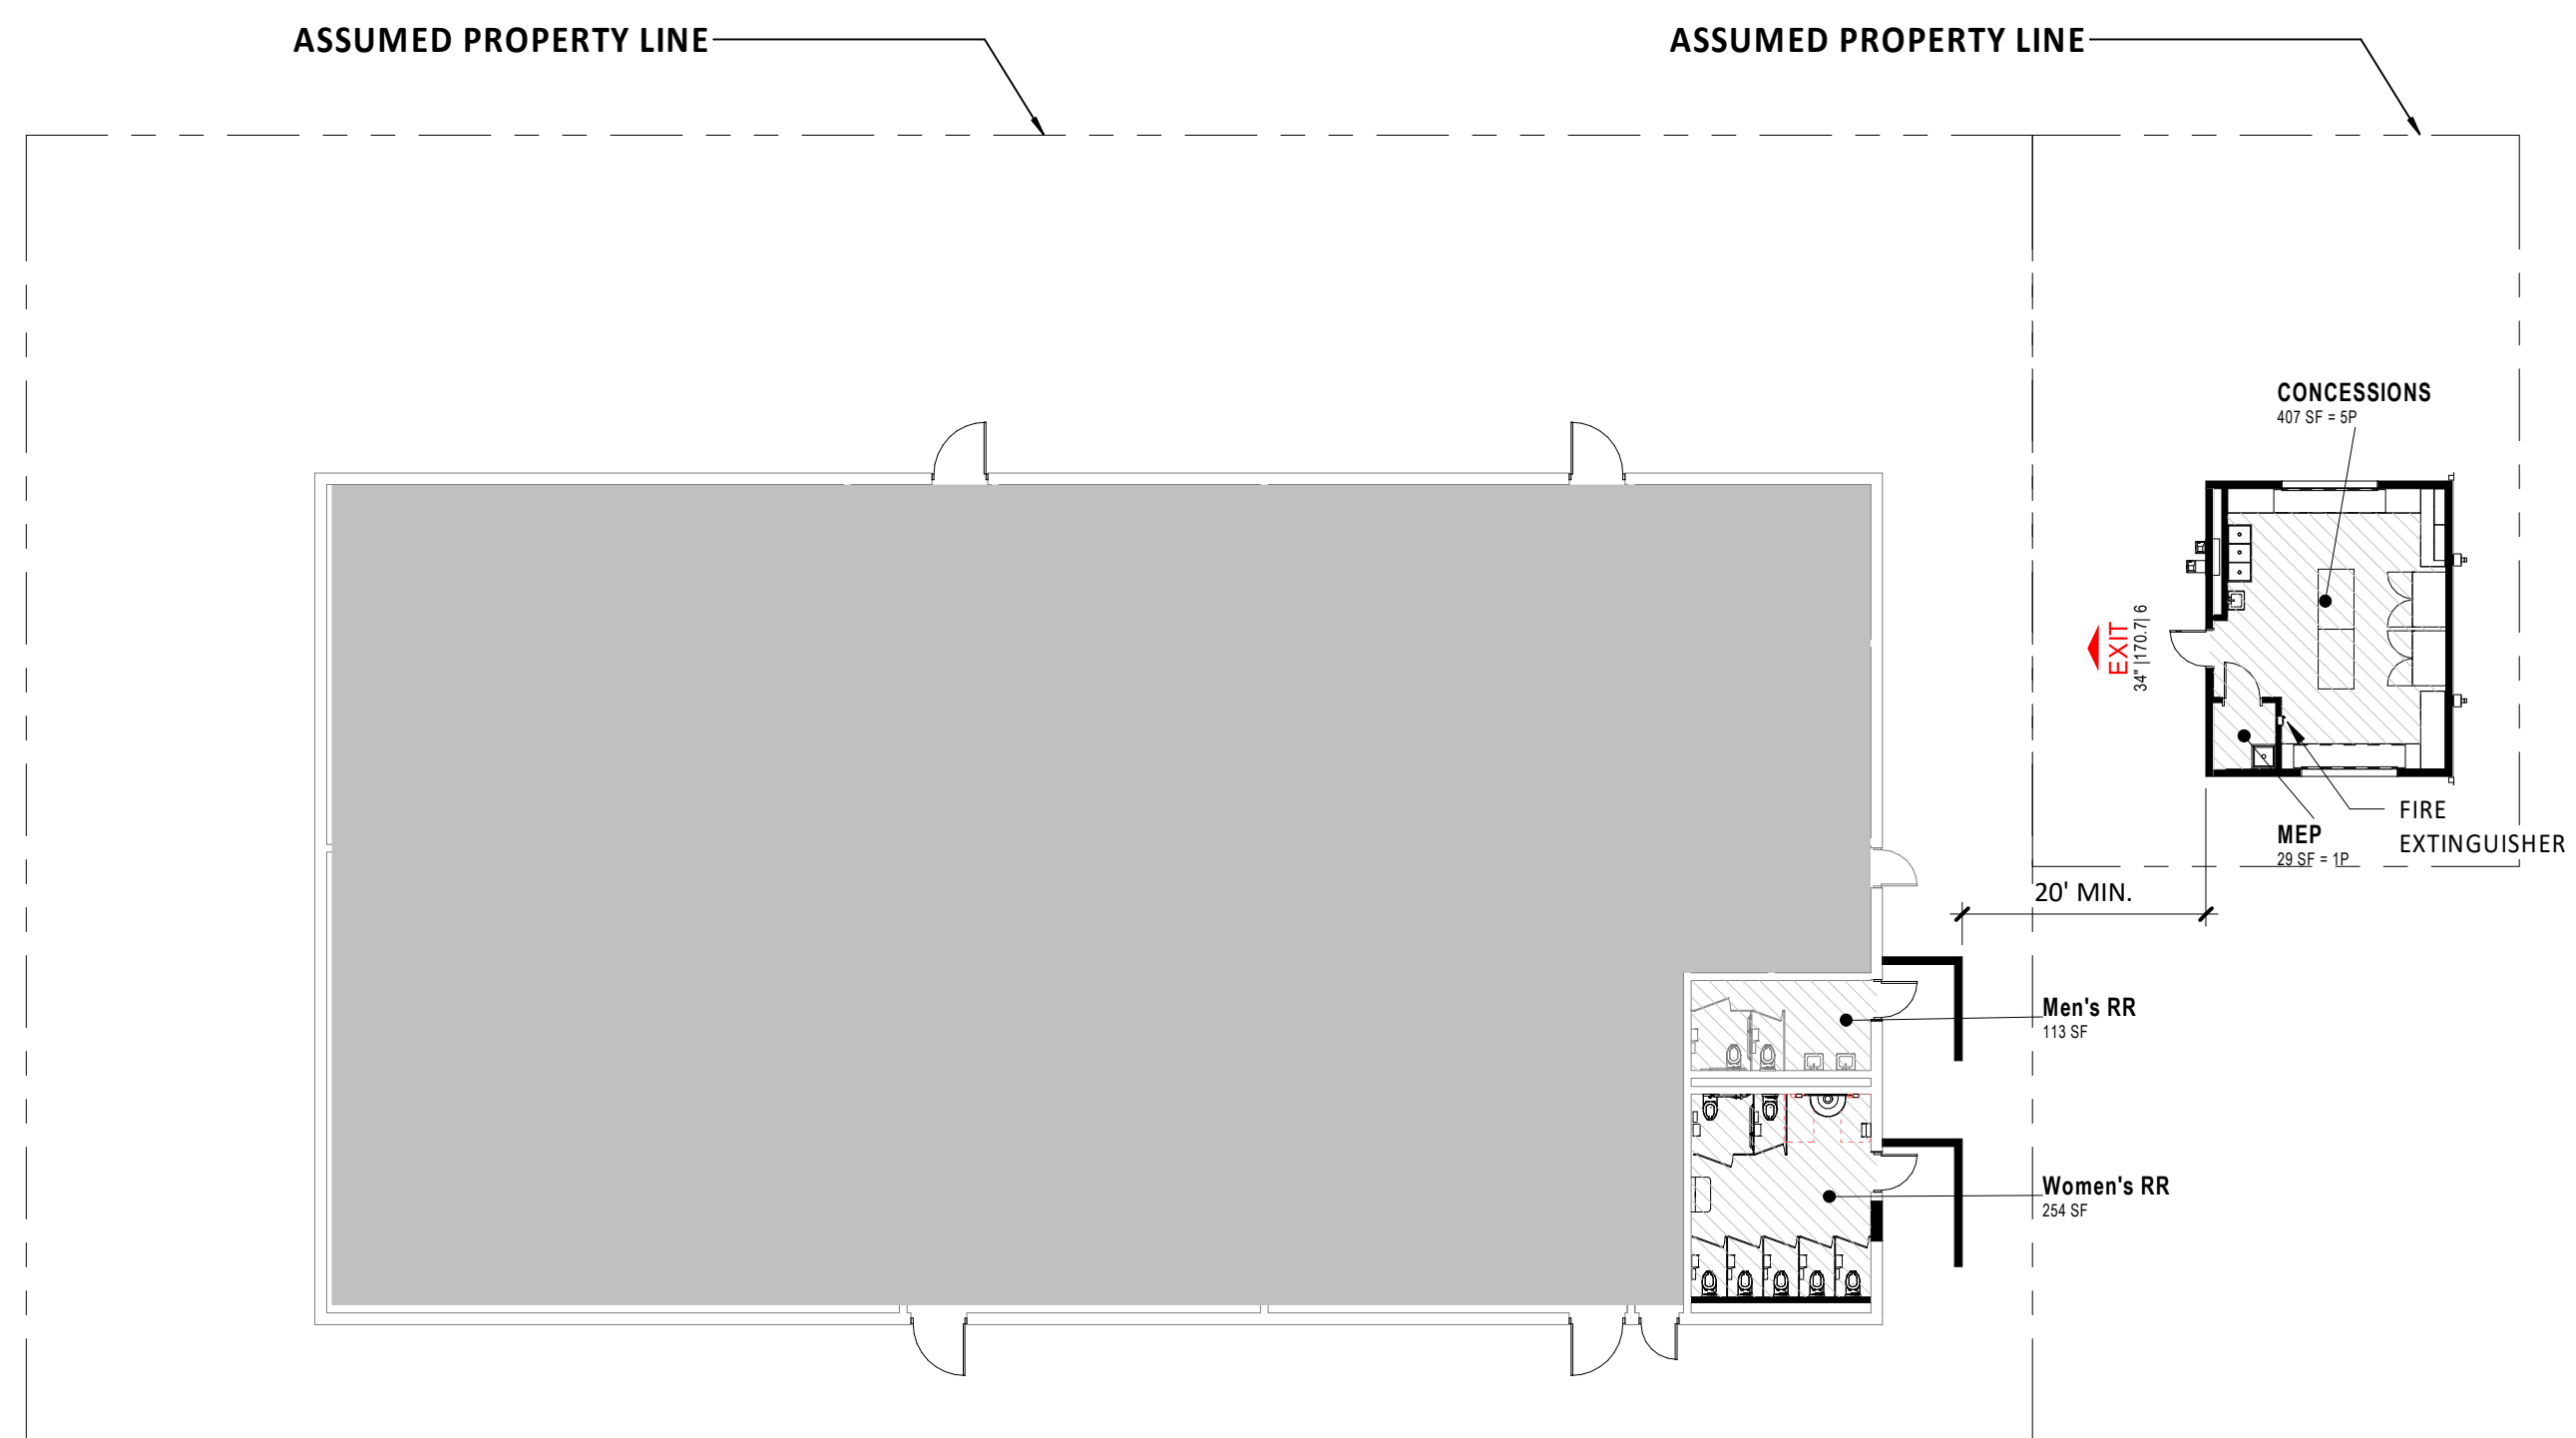 ASSUMED PROPERTY LINE
ASSUMED PROPERTY LINE
CONCESSIONS
407 SF = 5P
EXIT
34" |170.7| 6
FIRE
EXTINGUISHER
MEP
29 SF = 1P
20' MIN.
Men's RR
113 SF
Women's RR
254 SF